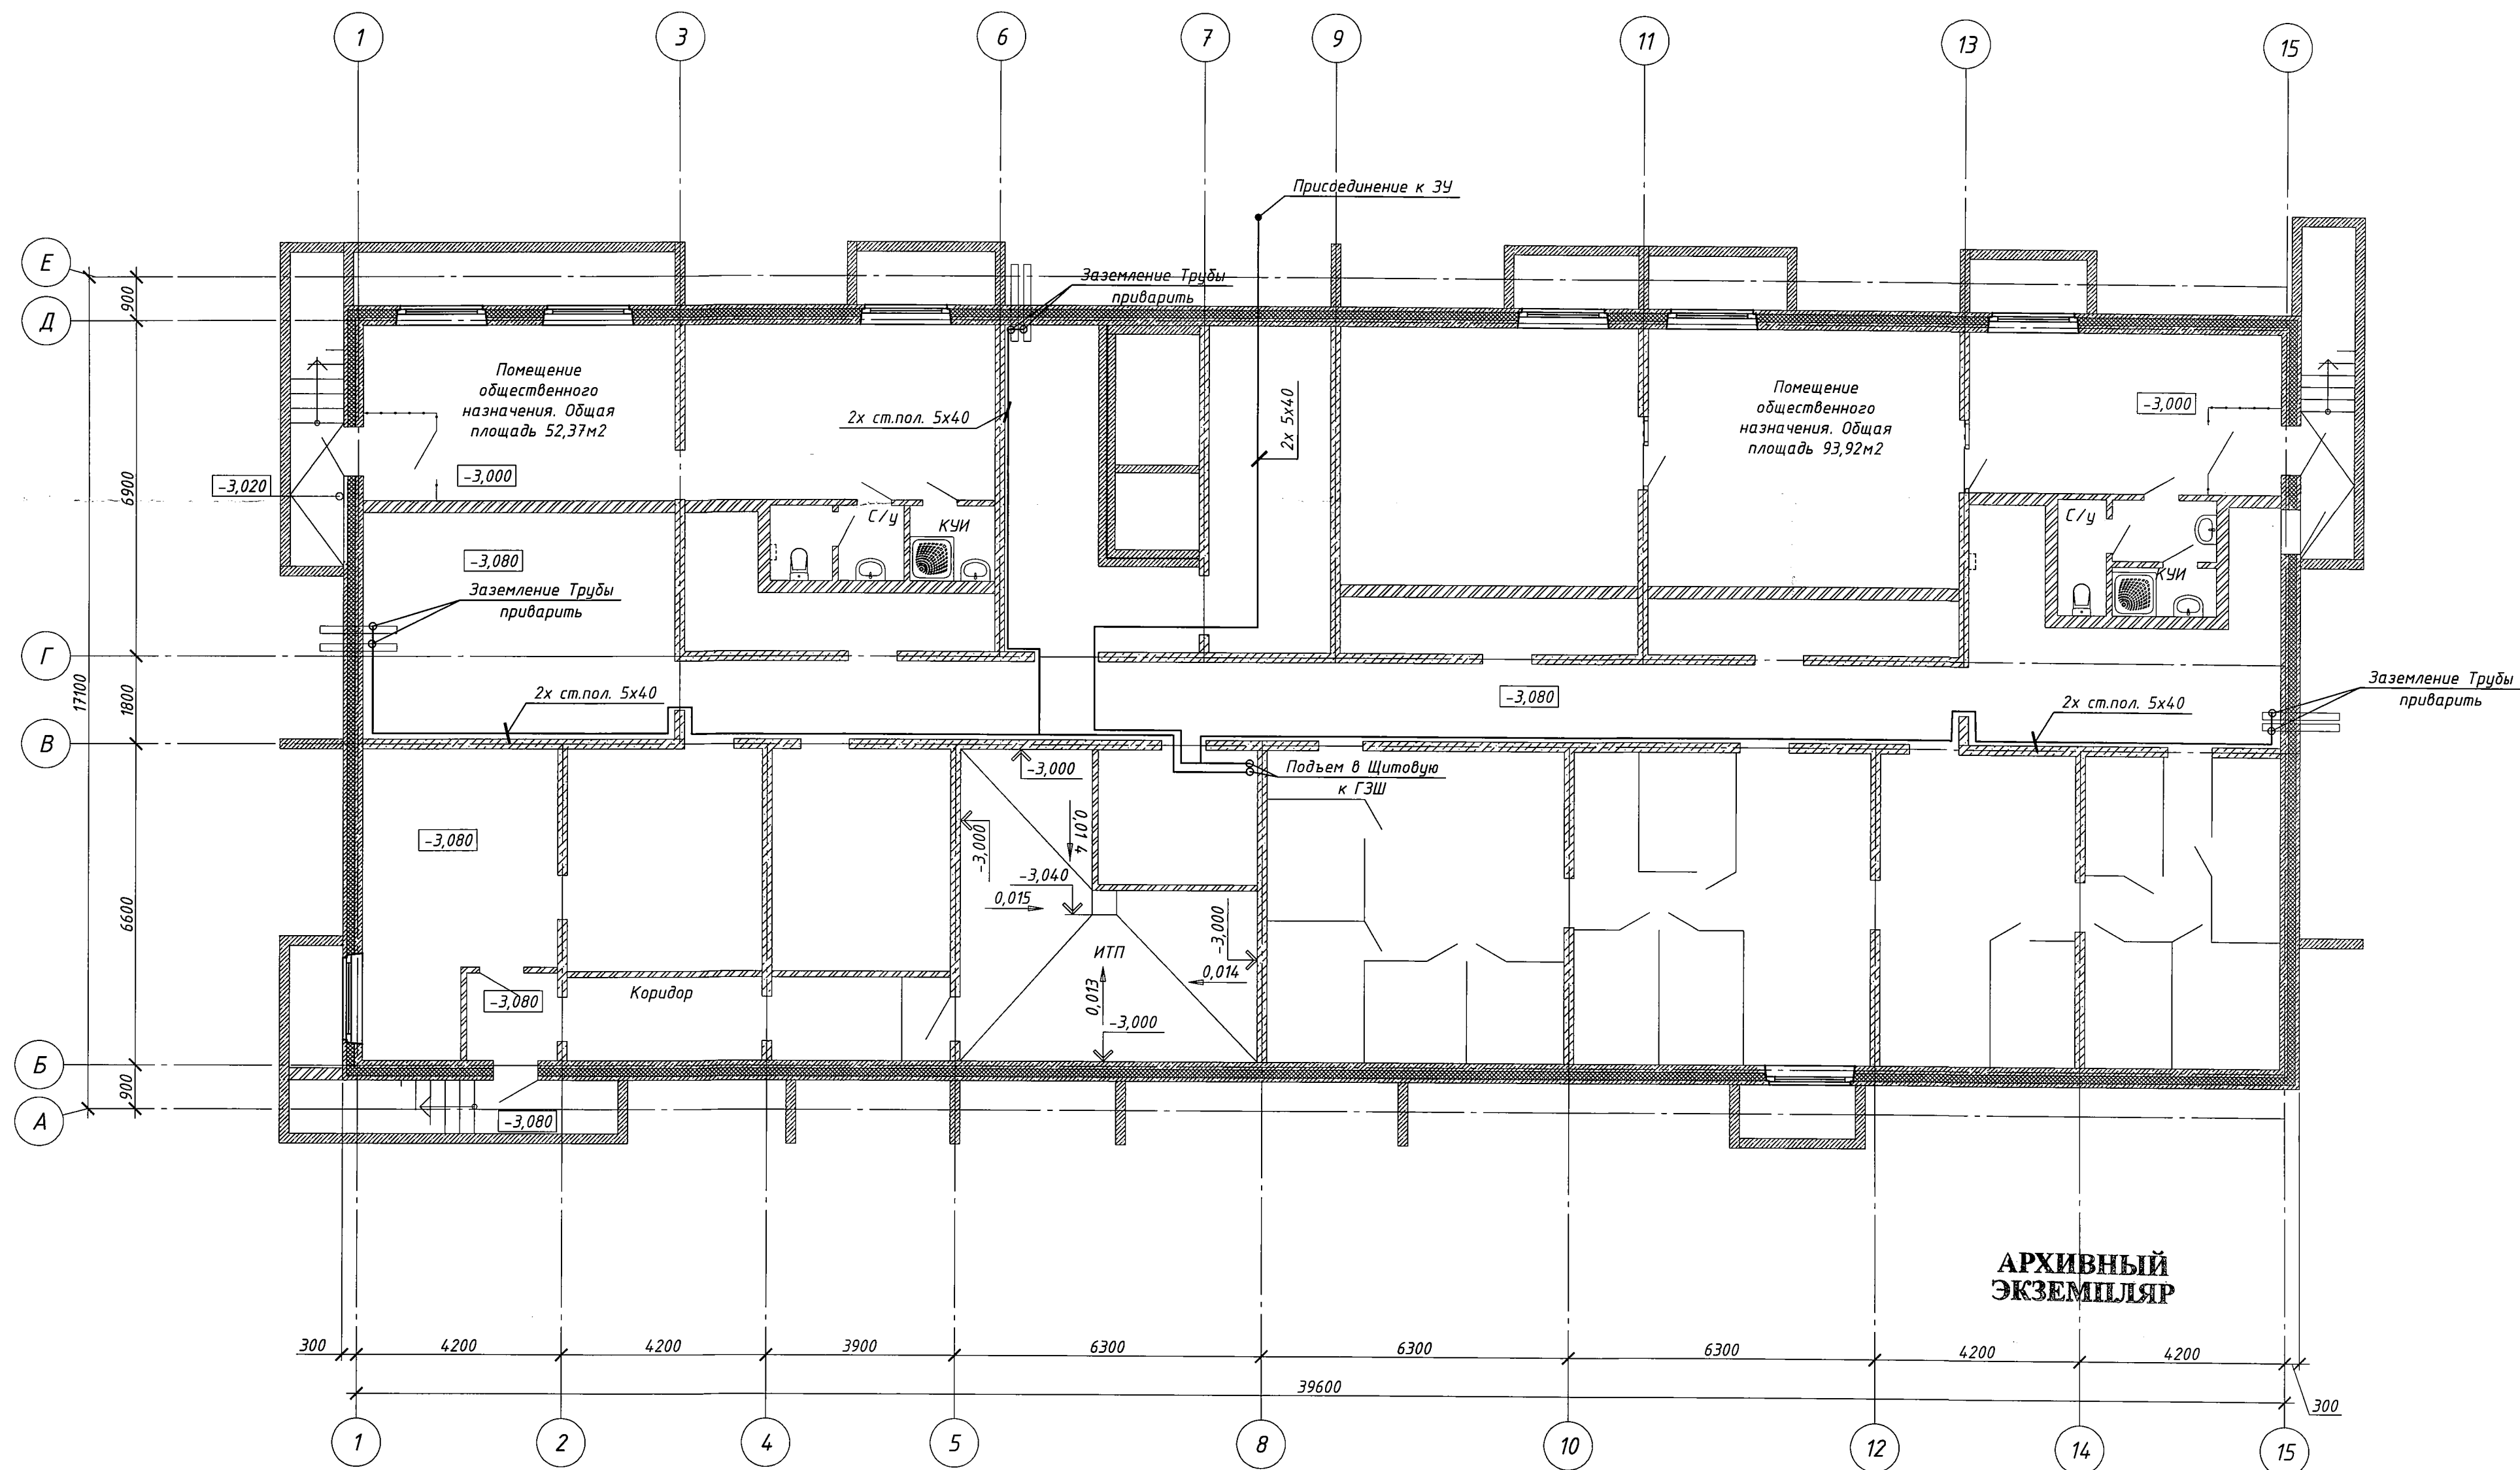 1
3
6
7
9
11
13
15
Присоединение к ЗУ
Е
Д
Г
В
Б
А
900
6900
1800
6600
900
17100
Заземление Трубы
приварить
Помещение
общественного
назначения. Общая
площадь 52,37м2
-3,000
-3,020
2х ст.пол. 5х40
2х 5х40
Помещение
общественного
назначения. Общая
площадь 93,92м2
-3,000
С/у
КУИ
С/у
КУИ
-3,080
Заземление Трубы
приварить
2х ст.пол. 5х40
-3,080
2х ст.пол. 5х40
Заземление Трубы
приварить
Подъем в Щитовую
к ГЗШ
-3,000
-3,000
0,014
-3,040
0,015
-3,000
ИТП
0,014
0,013
-3,000
-3,080
-3,080
Коридор
-3,080
АРХИВНЫЙ
ЭКЗЕМПЛЯР
300
4200
4200
3900
6300
6300
6300
4200
4200
39600
300
1
2
4
5
8
10
12
14
15